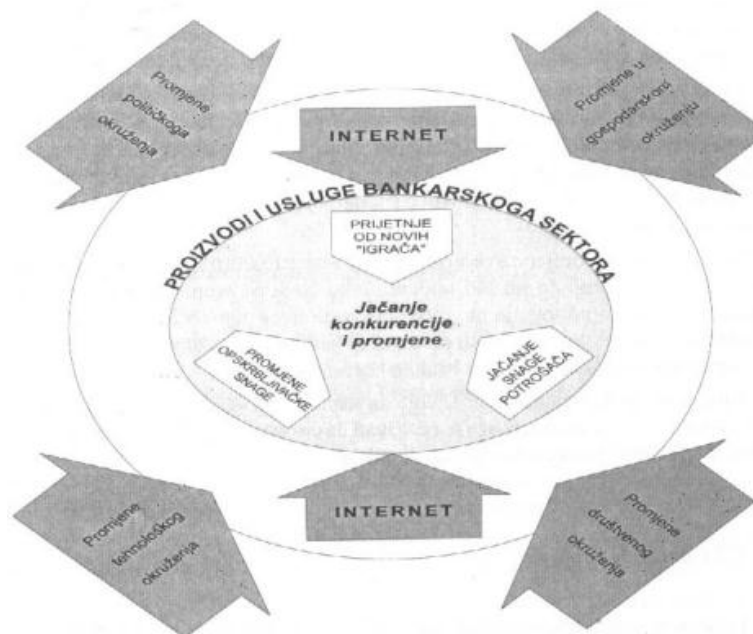 Promjene
političkoga
okruženja
Promjene u
gospodarskom
okruženju
INTERNET
PROIZVODI I USLUGE BANKARSKOGA SEKTORA
PRIJETNJE
OD NOVIH
"IGRAČA"
Jačanje
konkurencije
i promjene
PROMJENE
OPSKRBLJIVAČKE
SNAGE
JAČANJE
SNAGE
POTROŠAČA
INTERNET
Promjene
tehnološkog
okruženja
Promjene
društvenog
okruženja